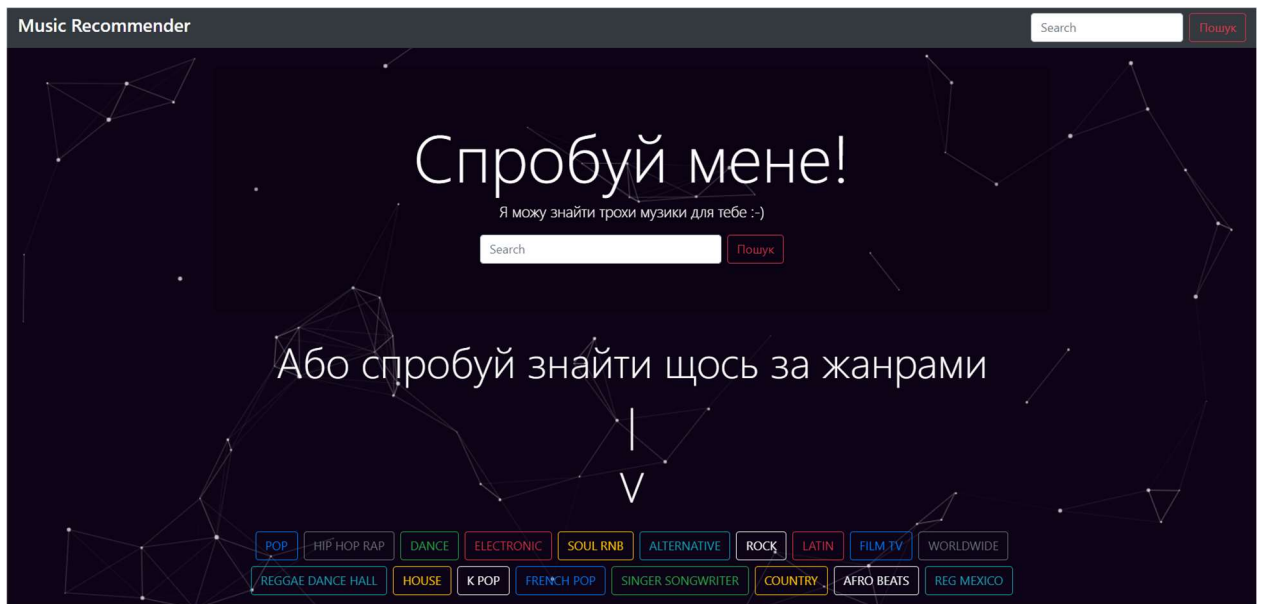 Music Recommender Search Пошук
Спробуй мене!
Я можу знайти трохи музики для тебе :-)
Search Пошук
Або спробуй знайти щось за жанрами
|
V
POP HIP HOP RAP DANCE ELECTRONIC SOUL RNB ALTERNATIVE ROCK LATIN FILM TV WORLDWIDE
REGGAE DANCE HALL HOUSE K POP FRENCH POP SINGER SONGWRITER COUNTRY AFRO BEATS REG MEXICO